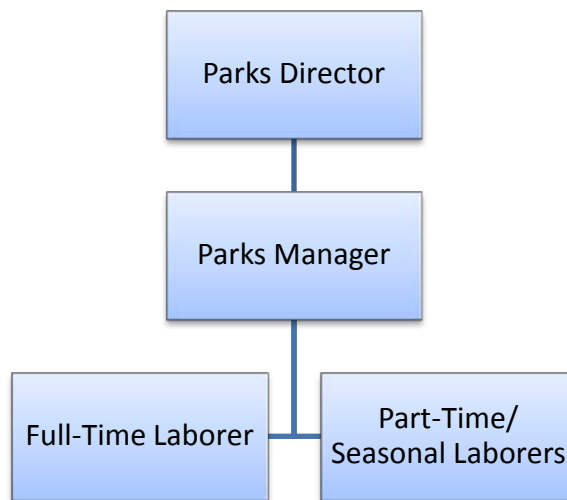 Parks Director
Parks Manager
Full-Time Laborer
Part-Time/
Seasonal Laborers